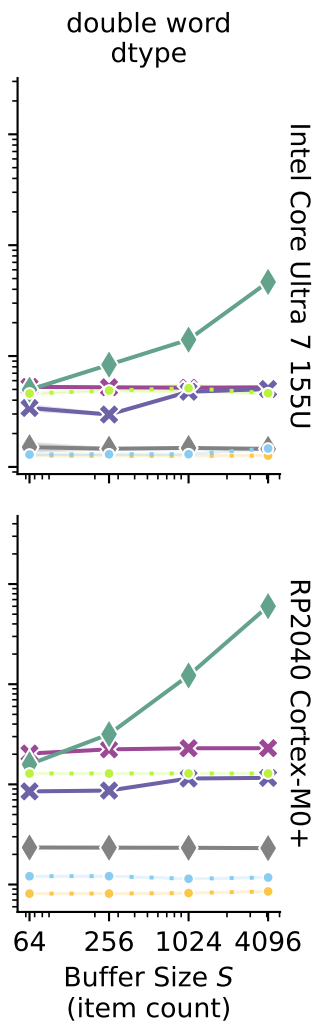 double word
dtype
Intel Core Ultra 7 155U
RP2040 Cortex-M0+
64 256 1024 4096
Buffer Size S
(item count)